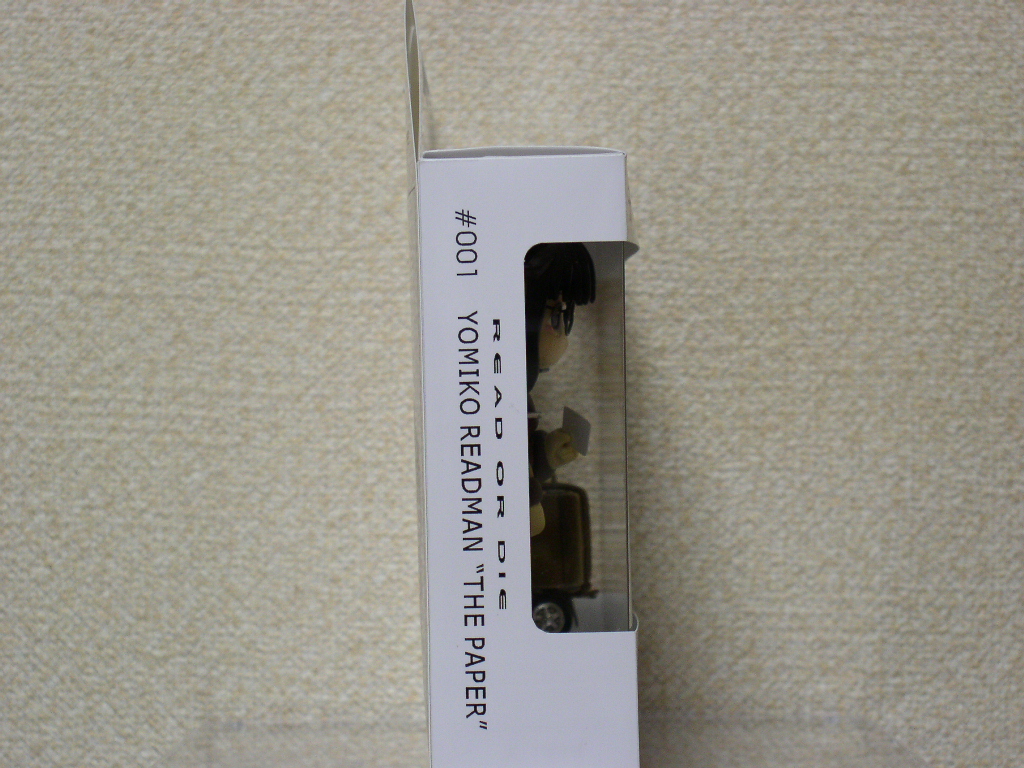 READ OR DIE
#001 YOMIKO READMAN "THE PAPER"